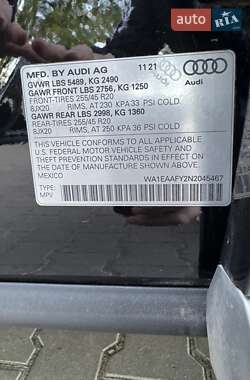 MFD. BY AUDI AG 11 21
GVWR LBS 5489, KG 2490
GAWR FRONT LBS 2756, KG 1250
FRONT-TIRES 255/45 R20
8JX20 RIMS, AT 230 KPA 33 PSI COLD.
GAWR REAR LBS 2998, KG 1360
REAR-TIRES 255/45 R20
8JX20 RIMS, AT 250 KPA 36 PSI COLD.
Audi
THIS VEHICLE CONFORMS TO ALL APPLICABLE
U.S. FEDERAL MOTOR VEHICLE SAFETY AND
THEFT PREVENTION STANDARDS IN EFFECT ON
THE DATE OF MANUFACTURE SHOWN ABOVE.
MEXICO
TYPE: WA1EAAFY2N2045467
MPV